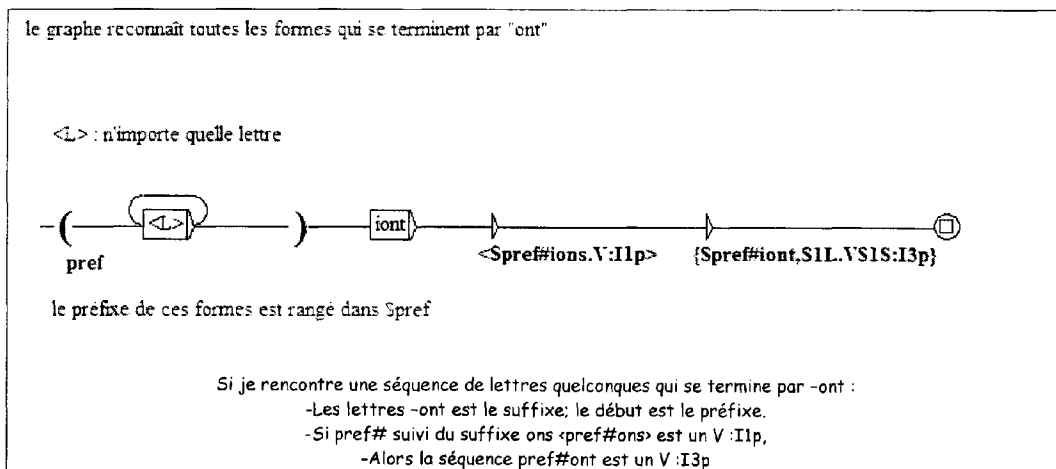 le graphe reconnaît toutes les formes qui se terminent par "ont"
<L> : n'importe quelle lettre
( <L> ) iont
pref <$pref#ions.V:I1p> {$pref#iont,$1L.V$1S:I3p}
le préfixe de ces formes est rangé dans $pref
Si je rencontre une séquence de lettres quelconques qui se termine par -ont :
-Les lettres -ont est le suffixe; le début est le préfixe.
-Si pref# suivi du suffixe ons <pref#ons> est un V :I1p,
-Alors la séquence pref#ont est un V :I3p